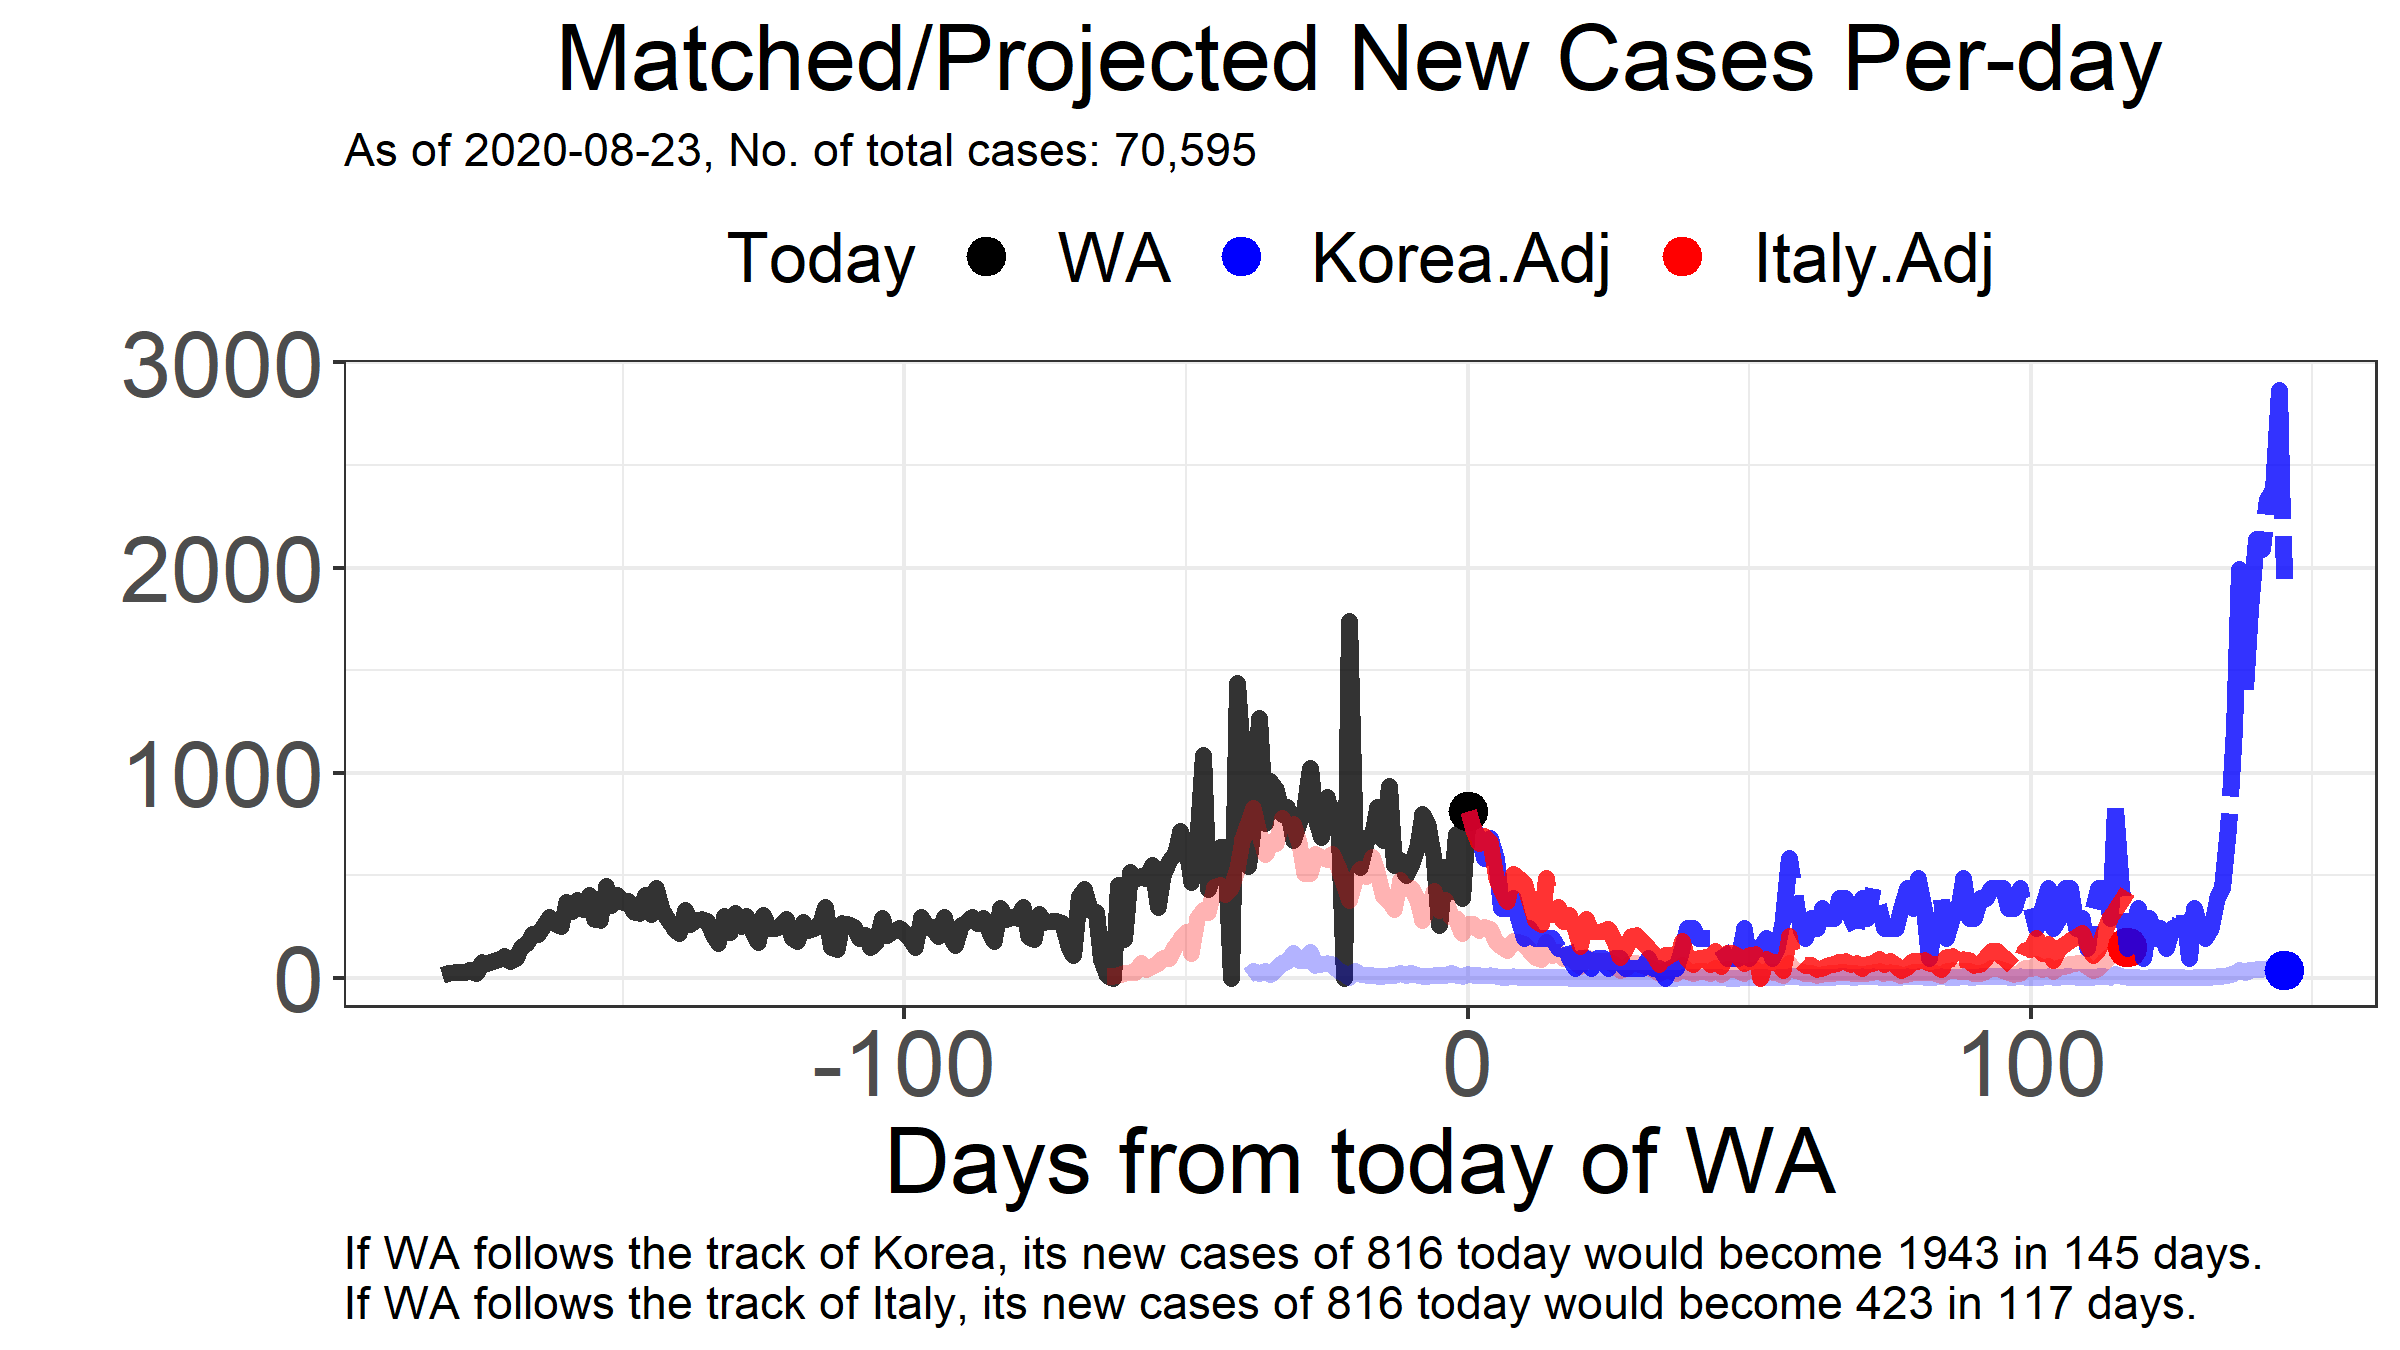 Matched/Projected New Cases Per-day
As of 2020-08-23, No. of total cases: 70,595
Today WA Korea.Adj Italy.Adj
3000
2000
1000
0
-100 0 100
Days from today of WA
If WA follows the track of Korea, its new cases of 816 today would become 1943 in 145 days.
If WA follows the track of Italy, its new cases of 816 today would become 423 in 117 days.